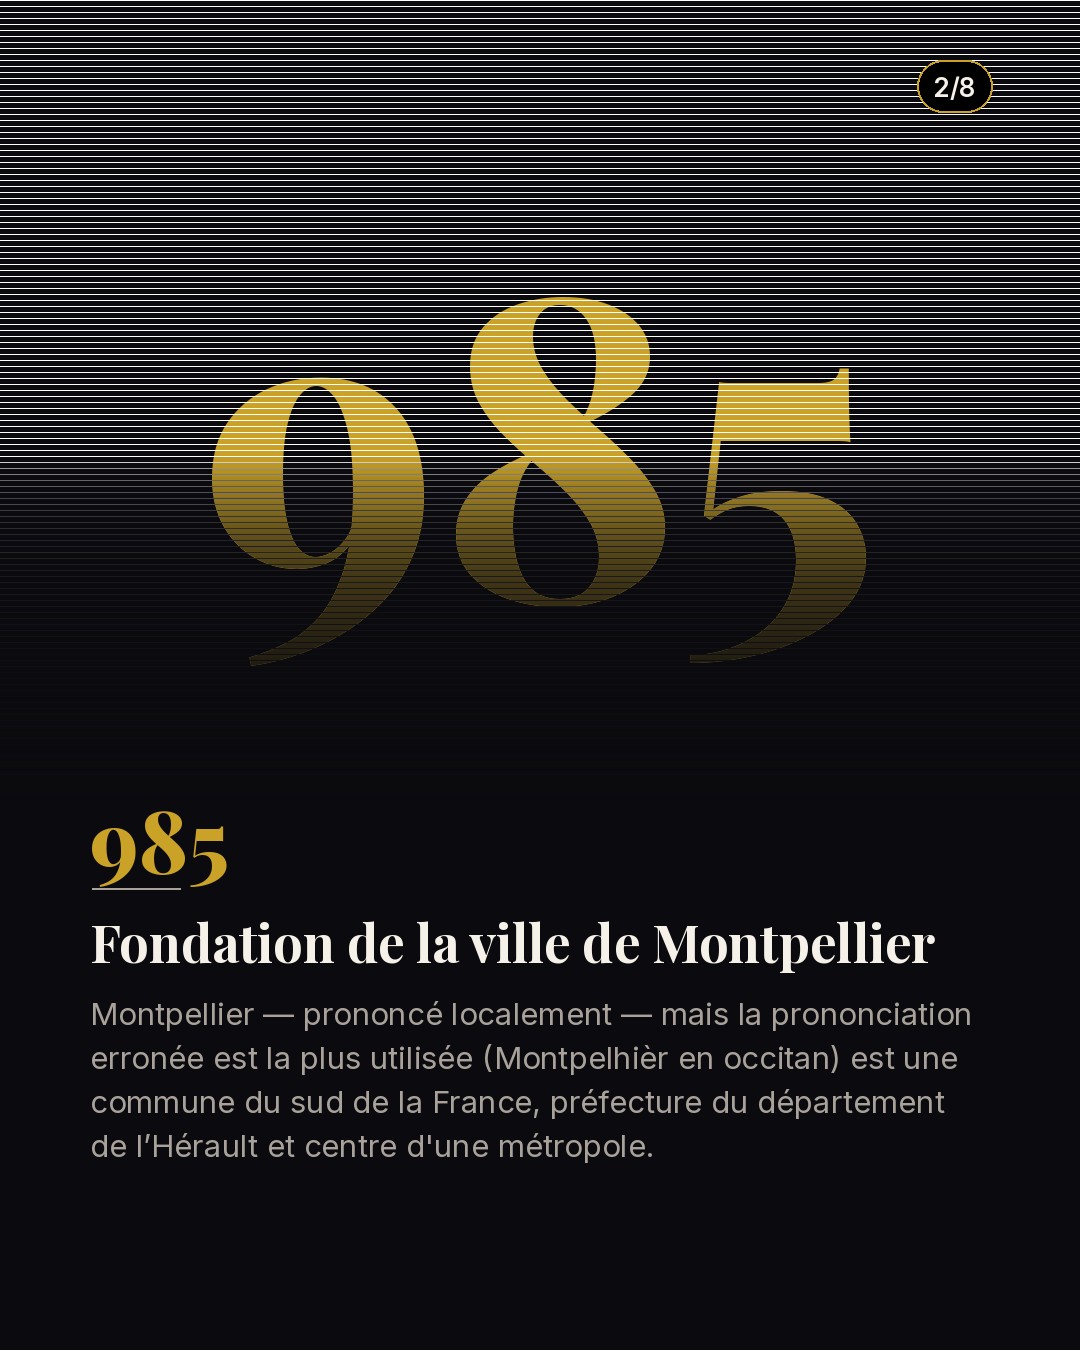 2/8
985
985
Fondation de la ville de Montpellier
Montpellier — prononcé localement — mais la prononciation
erronée est la plus utilisée (Montpelhièr en occitan) est une
commune du sud de la France, préfecture du département
de l’Hérault et centre d'une métropole.